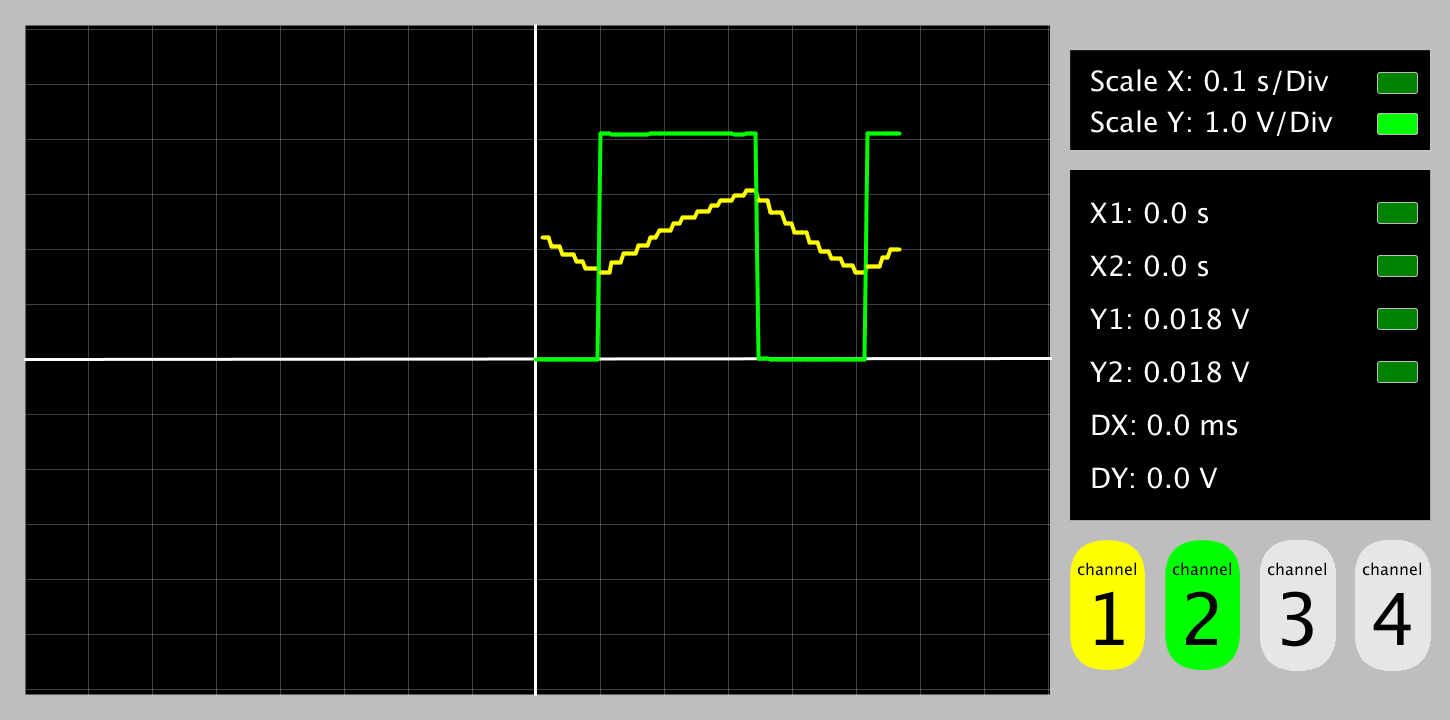 Scale X: 0.1 s/Div
Scale Y: 1.0 V/Div
X1: 0.0 s
X2: 0.0 s
Y1: 0.018 V
Y2: 0.018 V
DX: 0.0 ms
DY: 0.0 V
channel channel channel channel
1 2 3 4